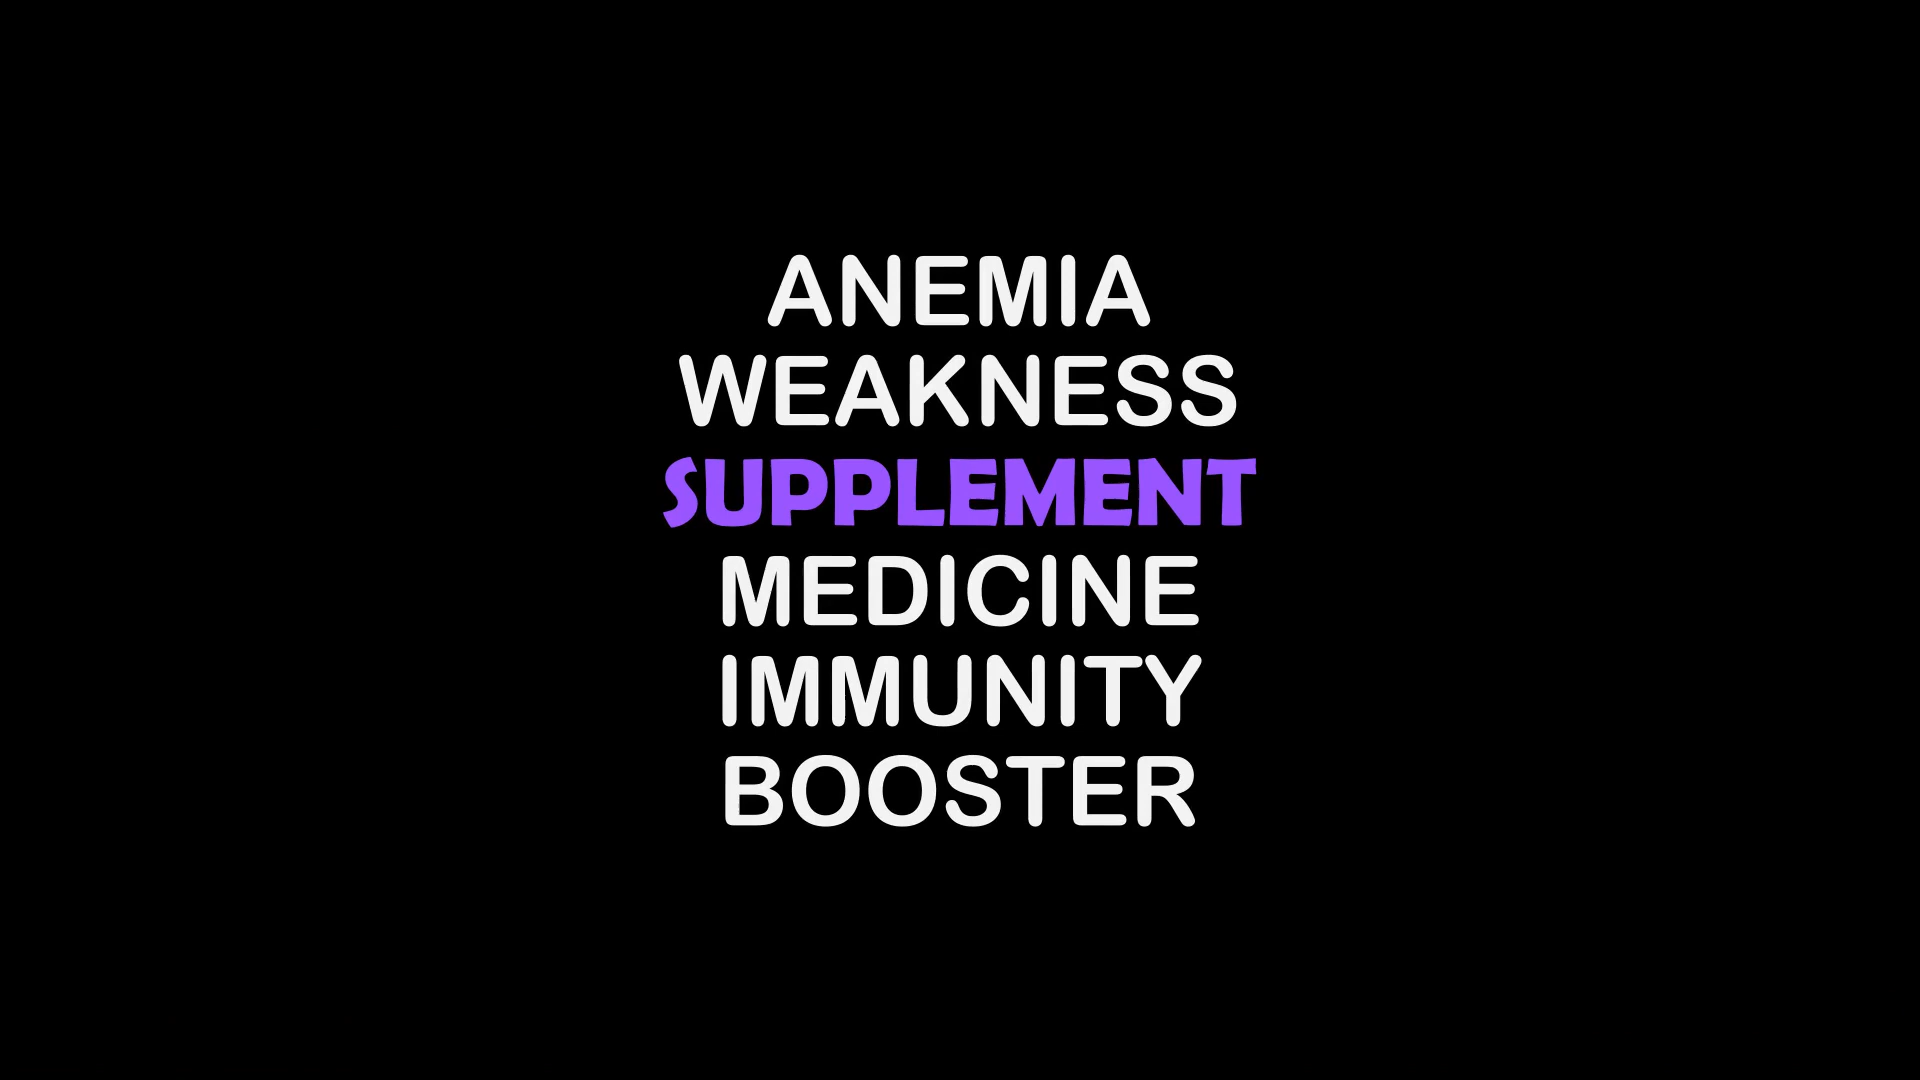 ANEMIA
WEAKNESS
SUPPLEMENT
MEDICINE
IMMUNITY
BOOSTER